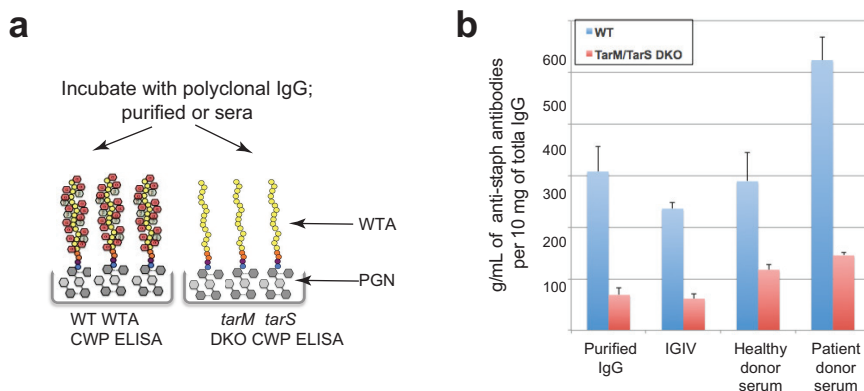 a
Incubate with polyclonal IgG;
purified or sera
WTA
PGN
WT WTA
CWP ELISA
tarM tarS
DKO CWP ELISA
b
WT
TarM/TarS DKO
g/mL of anti-staph antibodies
per 10 mg of totla IgG
600
500
400
300
200
100
Purified
IgG
IGIV
Healthy
donor
serum
Patient
donor
serum